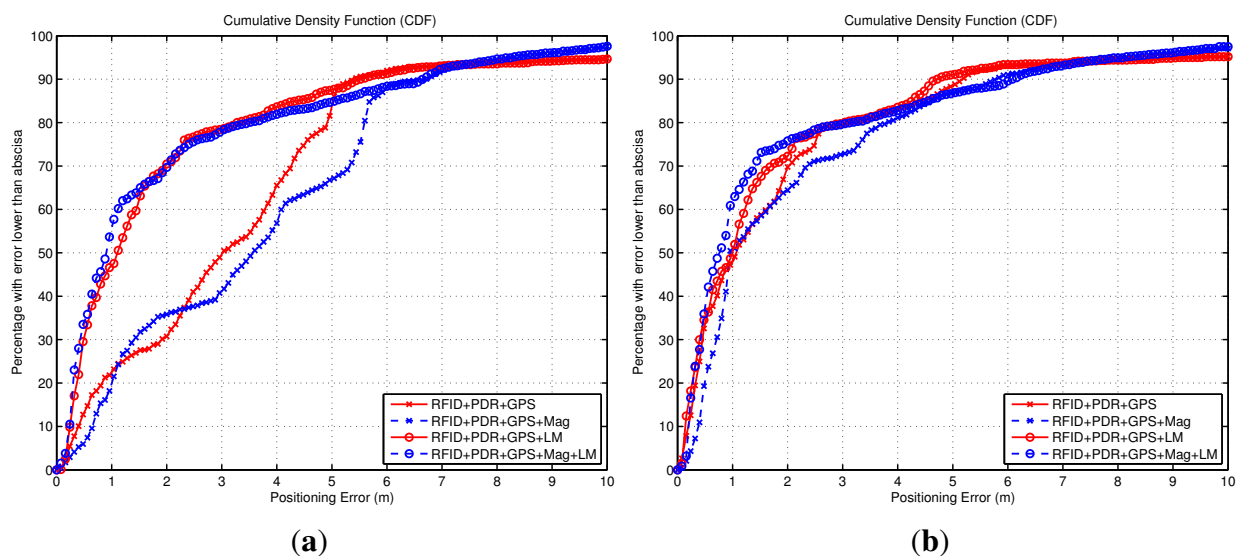 Cumulative Density Function (CDF)
Percentage with error lower than abscisa
100
90
80
70
60
50
40
30
20
10
0
0 1 2 3 4 5 6 7 8 9 10
Positioning Error (m)
RFID+PDR+GPS
RFID+PDR+GPS+Mag
RFID+PDR+GPS+LM
RFID+PDR+GPS+Mag+LM
(a)
Cumulative Density Function (CDF)
Percentage with error lower than abscisa
100
90
80
70
60
50
40
30
20
10
0
0 1 2 3 4 5 6 7 8 9 10
Positioning Error (m)
RFID+PDR+GPS
RFID+PDR+GPS+Mag
RFID+PDR+GPS+LM
RFID+PDR+GPS+Mag+LM
(b)